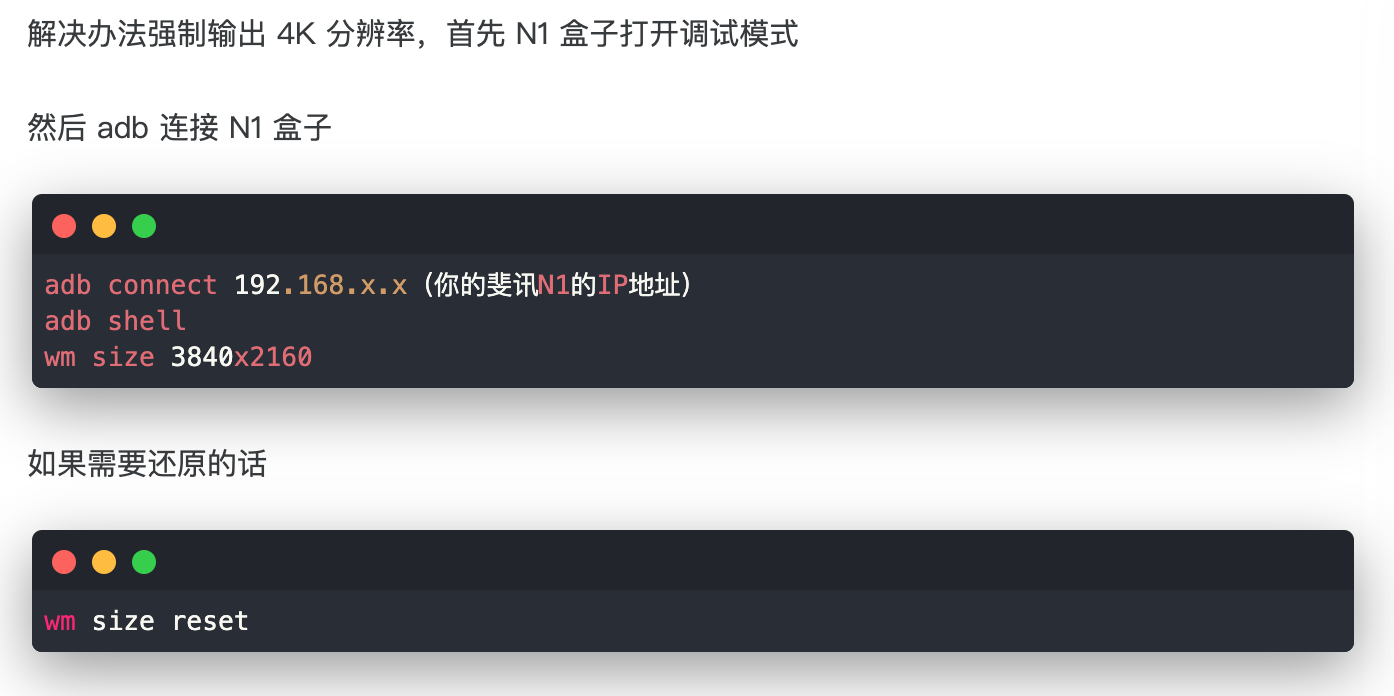 解决办法强制输出 4K 分辨率，首先 N1 盒子打开调试模式
然后 adb 连接 N1 盒子
adb connect 192.168.x.x（你的斐讯N1的IP地址）
adb shell
wm size 3840x2160
如果需要还原的话
wm size reset